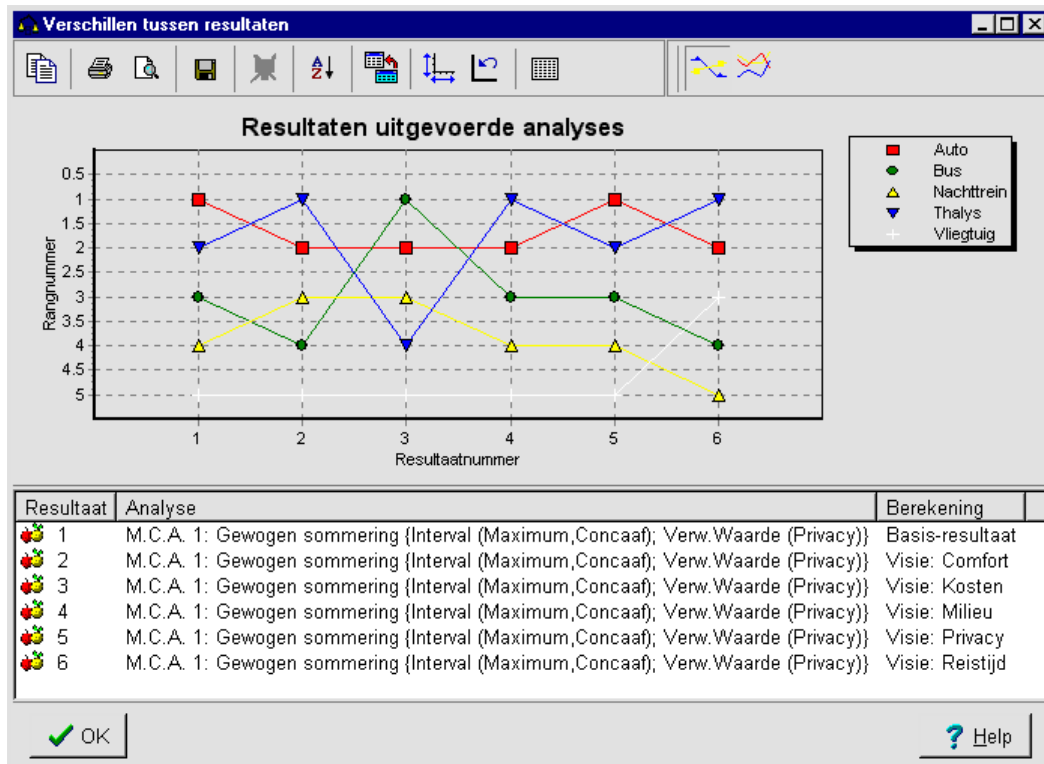 Verschillen tussen resultaten
A
Z
Resultaten uitgevoerde analyses
Rangnummer
0.5
1
1.5
2
2.5
3
3.5
4
4.5
5
1 2 3 4 5 6
Resultaatnummer
Auto
Bus
Nachttrein
Thalys
Vliegtuig
Resultaat Analyse Berekening
1 M.C.A. 1: Gewogen sommering {Interval (Maximum,Concaaf); Verw.Waarde (Privacy)} Basis-resultaat
2 M.C.A. 1: Gewogen sommering {Interval (Maximum,Concaaf); Verw.Waarde (Privacy)} Visie: Comfort
3 M.C.A. 1: Gewogen sommering {Interval (Maximum,Concaaf); Verw.Waarde (Privacy)} Visie: Kosten
4 M.C.A. 1: Gewogen sommering {Interval (Maximum,Concaaf); Verw.Waarde (Privacy)} Visie: Milieu
5 M.C.A. 1: Gewogen sommering {Interval (Maximum,Concaaf); Verw.Waarde (Privacy)} Visie: Privacy
6 M.C.A. 1: Gewogen sommering {Interval (Maximum,Concaaf); Verw.Waarde (Privacy)} Visie: Reistijd
OK
? Help